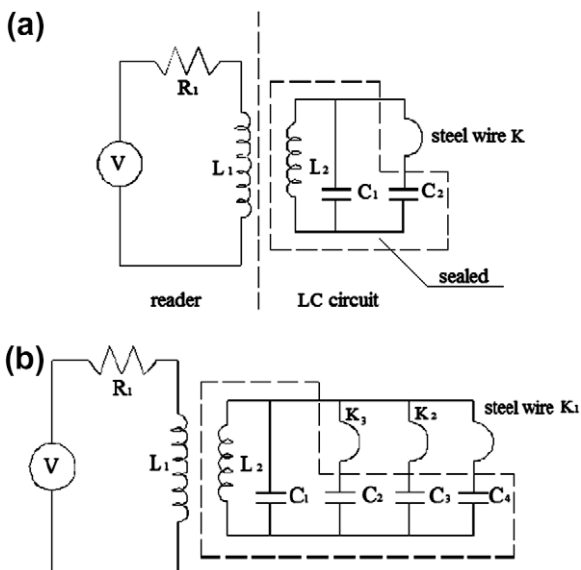 (a)
R₁
V
L₁
L₂
C₁
C₂
steel wire K
sealed
reader
LC circuit
(b)
R₁
V
L₁
L₂
K₃
K₂
steel wire K₁
C₁
C₂
C₃
C₄